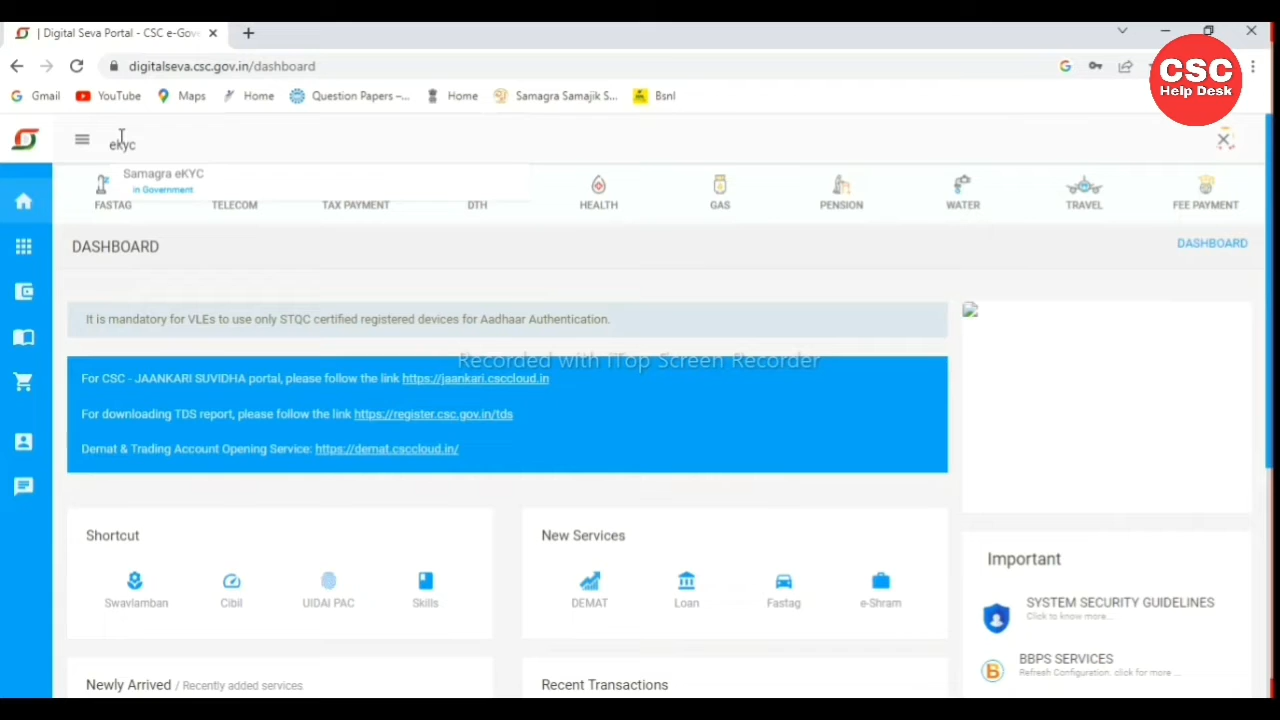 | Digital Seva Portal - CSC e-Gov
CSC
Help Desk
digitalseva.csc.gov.in/dashboard
Gmail YouTube Maps Home Question Papers –... Home Samagra Samajik S... Bsnl
ekyc
Samagra eKYC
in Government
FASTAG TELECOM TAX PAYMENT DTH HEALTH GAS PENSION WATER TRAVEL FEE PAYMENT
DASHBOARD
DASHBOARD
It is mandatory for VLEs to use only STQC certified registered devices for Aadhaar Authentication.
Recorded with iTop Screen Recorder
For CSC - JAANKARI SUVIDHA portal, please follow the link https://jaankari.csccloud.in
For downloading TDS report, please follow the link https://register.csc.gov.in/tds
Demat & Trading Account Opening Service: https://demat.csccloud.in/
Shortcut
Swavlamban Cibil UIDAI PAC Skills
New Services
DEMAT Loan Fastag e-Shram
Important
SYSTEM SECURITY GUIDELINES
Click to know more...
BBPS SERVICES
Refresh Configuration. click for more ...
Newly Arrived / Recently added services
Recent Transactions